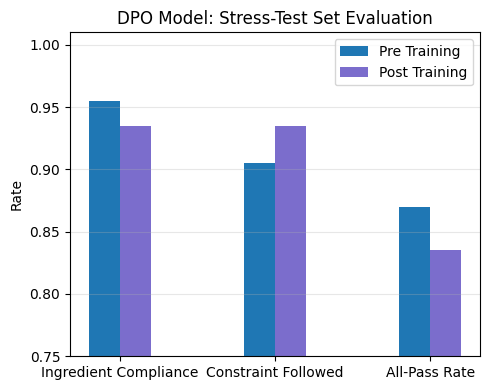 DPO Model: Stress-Test Set Evaluation
Pre Training
Post Training
Rate
1.00
0.95
0.90
0.85
0.80
0.75
Ingredient Compliance
Constraint Followed
All-Pass Rate